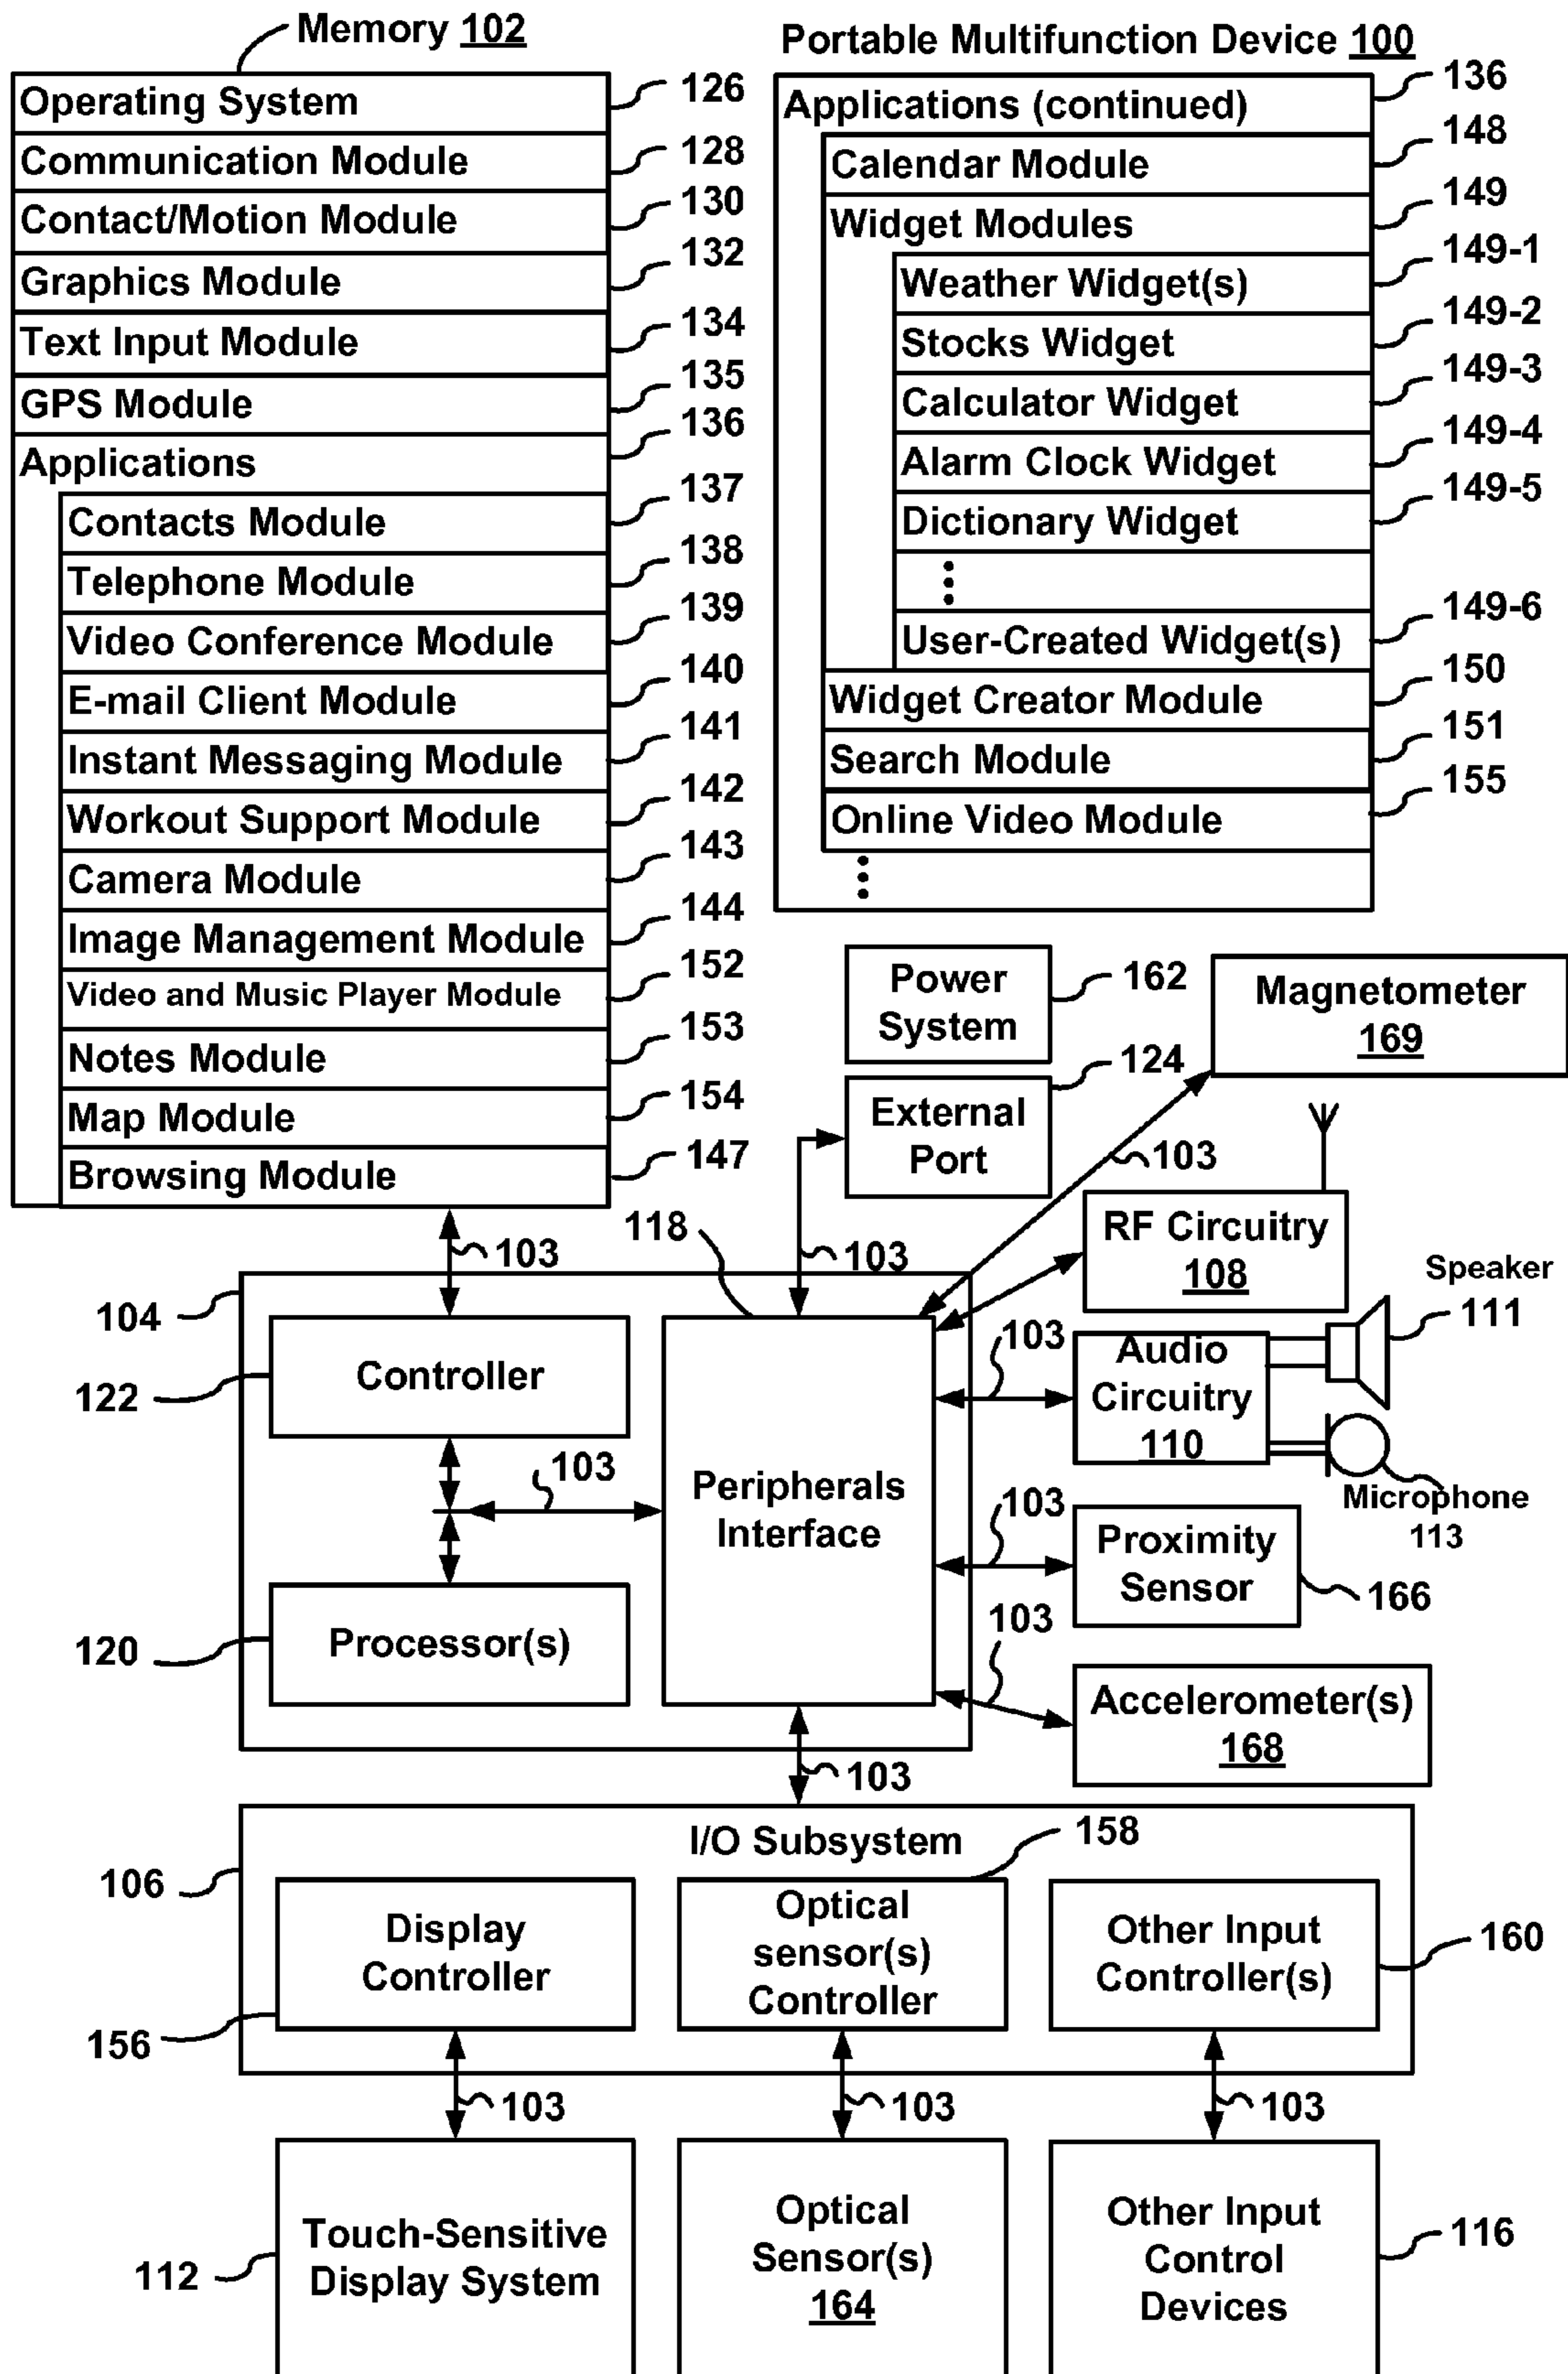 Memory 102
Operating System 126
Communication Module 128
Contact/Motion Module 130
Graphics Module 132
Text Input Module 134
GPS Module 135
Applications 136
Contacts Module 137
Telephone Module 138
Video Conference Module 139
E-mail Client Module 140
Instant Messaging Module 141
Workout Support Module 142
Camera Module 143
Image Management Module 144
Video and Music Player Module 152
Notes Module 153
Map Module 154
Browsing Module 147
Portable Multifunction Device 100
Applications (continued) 136
Calendar Module 148
Widget Modules 149
Weather Widget(s) 149-1
Stocks Widget 149-2
Calculator Widget 149-3
Alarm Clock Widget 149-4
Dictionary Widget 149-5
User-Created Widget(s) 149-6
Widget Creator Module 150
Search Module 151
Online Video Module 155
Power
System
162
Magnetometer
169
External
Port
124
103
RF Circuitry
108
103
118
103
104
Controller
122
Speaker
111
103
Audio
Circuitry
110
Microphone
113
103
Peripherals
Interface
103
Proximity
Sensor
166
Processor(s)
120
103
Accelerometer(s)
168
103
I/O Subsystem
106
158
Display
Controller
156
Optical
sensor(s)
Controller
Other Input
Controller(s)
160
103
103
103
Touch-Sensitive
Display System
112
Optical
Sensor(s)
164
Other Input
Control
Devices
116